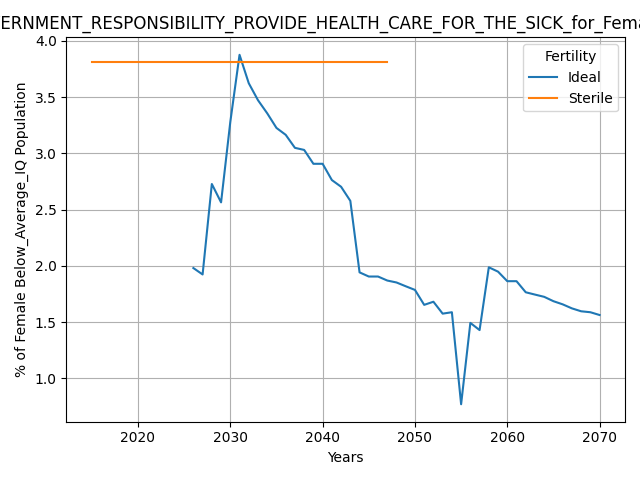 ERNMENT_RESPONSIBILITY_PROVIDE_HEALTH_CARE_FOR_THE_SICK_for_Fema
4.0
3.5
3.0
2.5
2.0
1.5
1.0
% of Female Below_Average_IQ Population
Fertility
Ideal
Sterile
2020 2030 2040 2050 2060 2070
Years